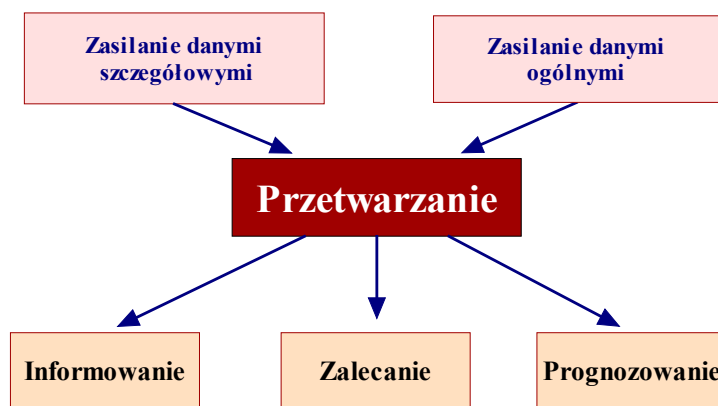 Zasilanie danymi
szczegółowymi
Zasilanie danymi
ogólnymi
Przetwarzanie
Informowanie
Zalecanie
Prognozowanie